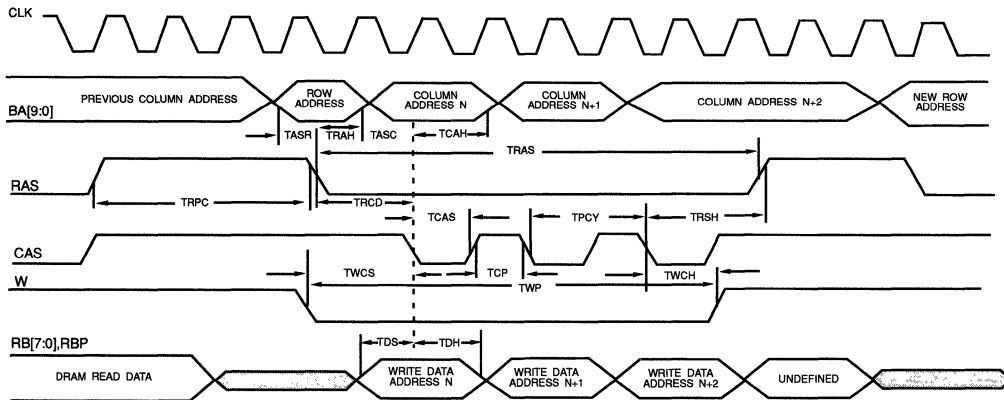 CLK
BA[9:0]
PREVIOUS COLUMN ADDRESS
ROW
ADDRESS
COLUMN
ADDRESS N
COLUMN
ADDRESS N+1
COLUMN ADDRESS N+2
NEW ROW
ADDRESS
TASR
TRAH
TASC
TCAH
TRAS
RAS
TRPC
TRCD
TCAS
TPCY
TRSH
CAS
TWCS
TCP
TWCH
TWP
W
RB[7:0],RBP
TDS
TDH
DRAM READ DATA
WRITE DATA
ADDRESS N
WRITE DATA
ADDRESS N+1
WRITE DATA
ADDRESS N+2
UNDEFINED